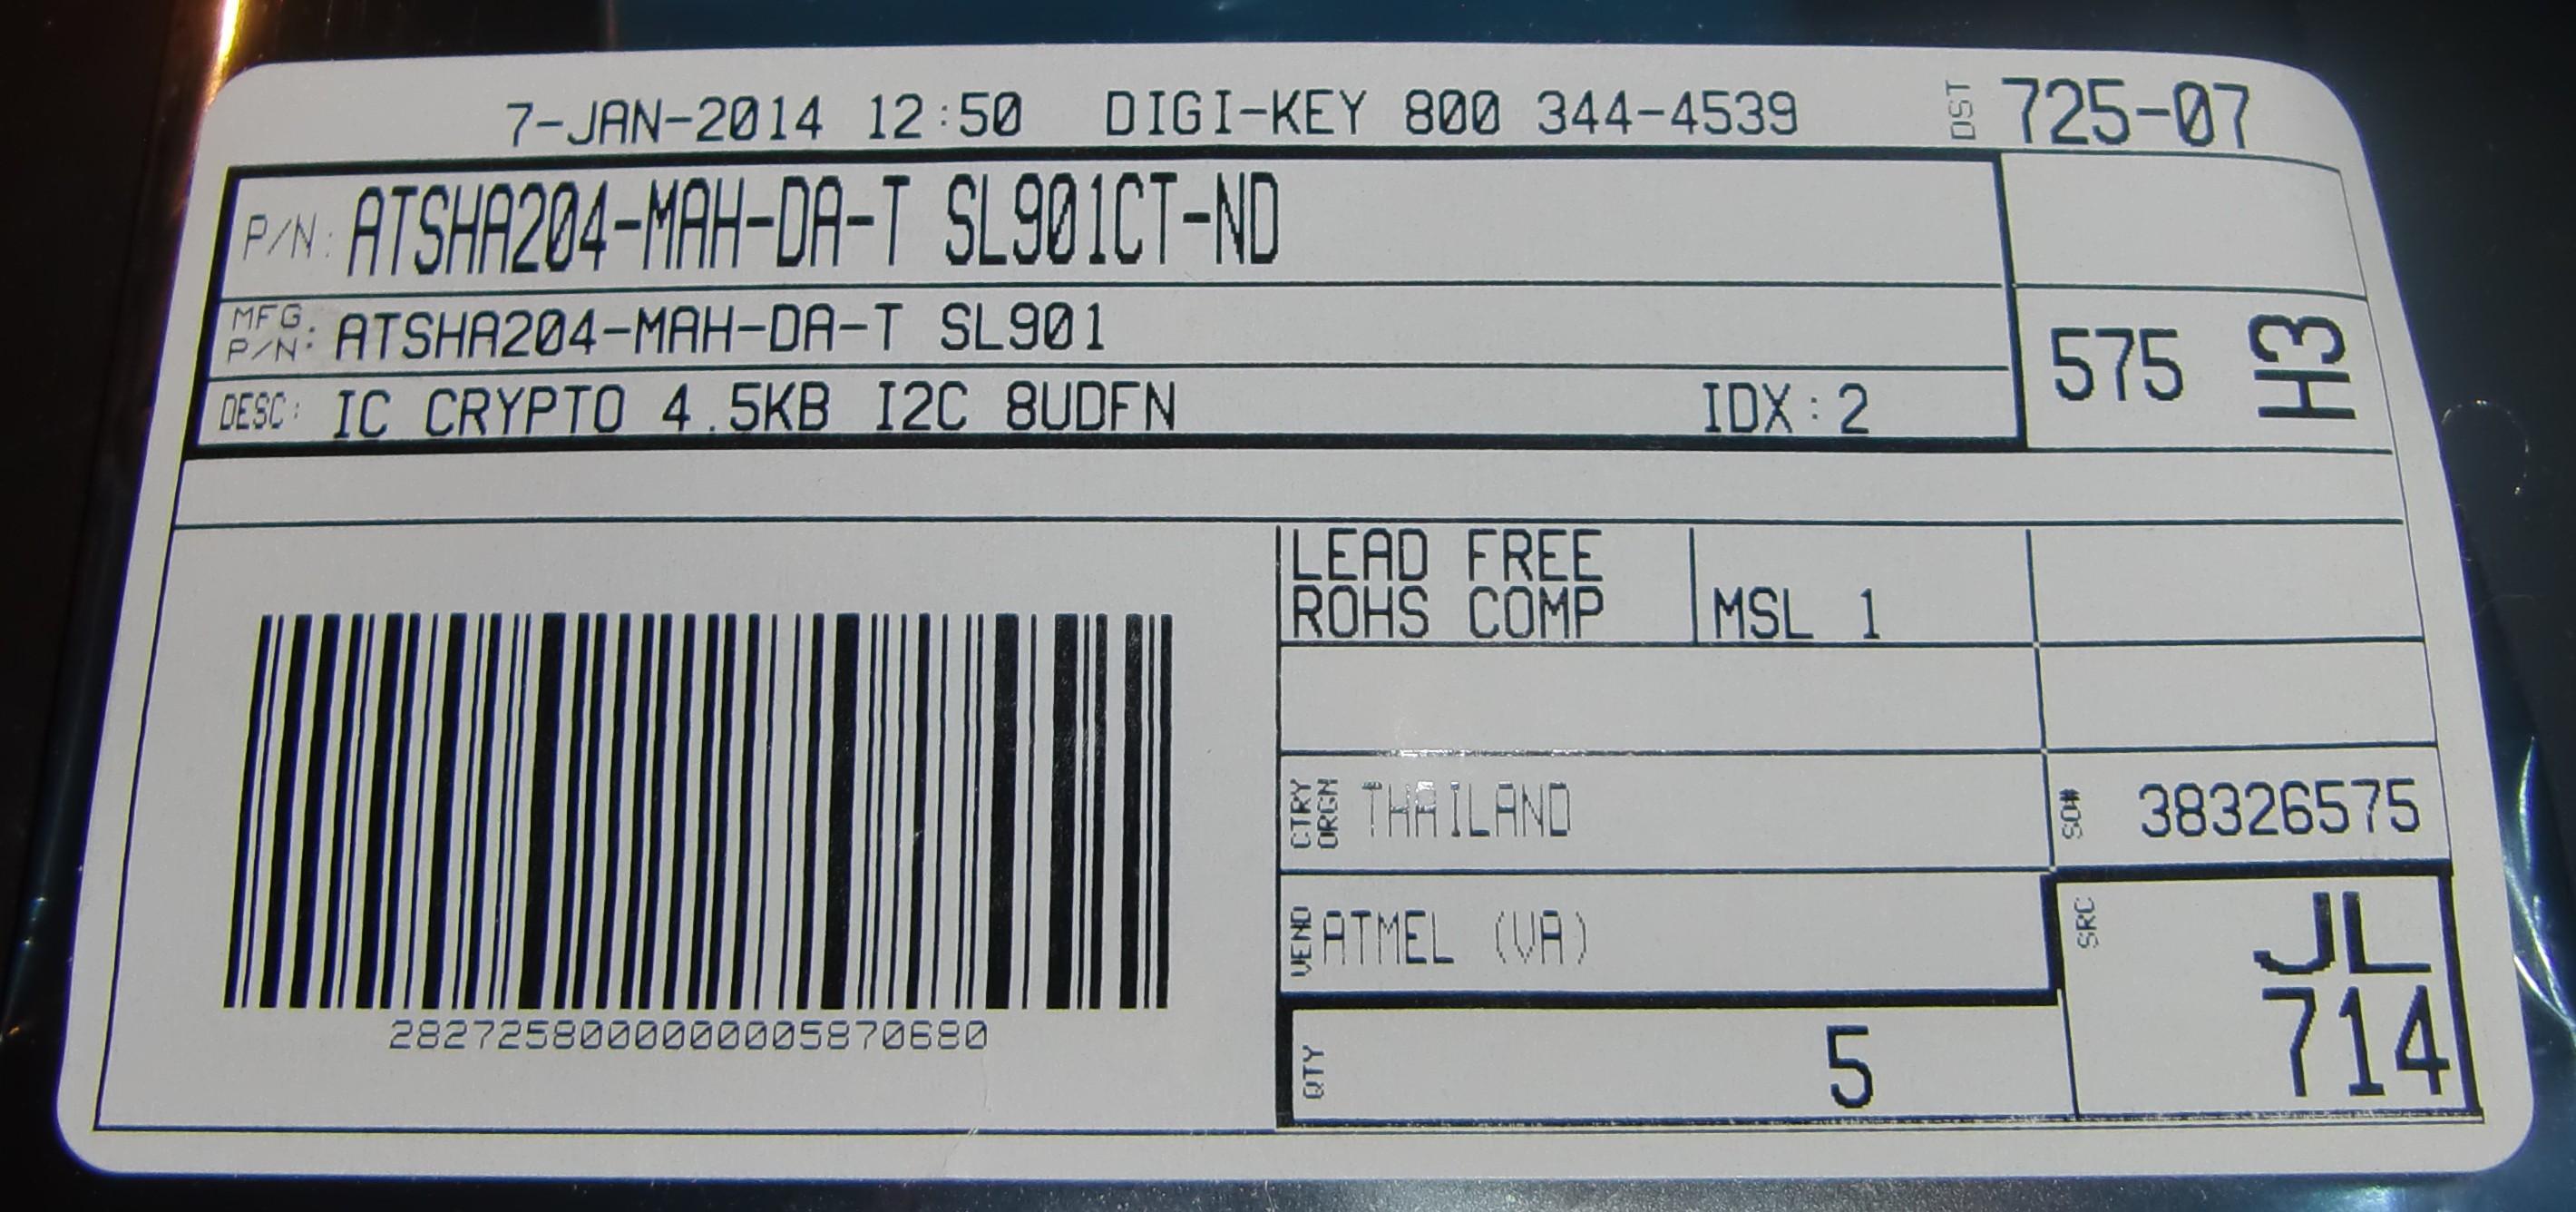 7-JAN-2014 12:50 DIGI-KEY 800 344-4539
DST 725-07
P/N: ATSHA204-MAH-DA-T SL901CT-ND
MFG. P/N: ATSHA204-MAH-DA-T SL901
DESC: IC CRYPTO 4.5KB I2C 8UDFN IDX:2
575 H3
LEAD FREE
ROHS COMP
MSL 1
CTRY ORGN THAILAND
SO# 38326575
VEND ATMEL (VA)
SRC JL
714
QTY 5
2827258000000005870680